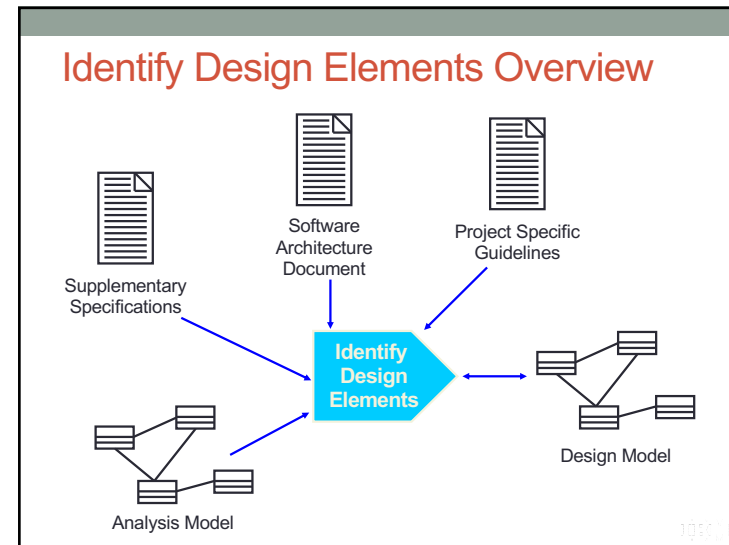 Identify Design Elements Overview
Software
Architecture
Document
Project Specific
Guidelines
Supplementary
Specifications
Identify
Design
Elements
Design Model
Analysis Model